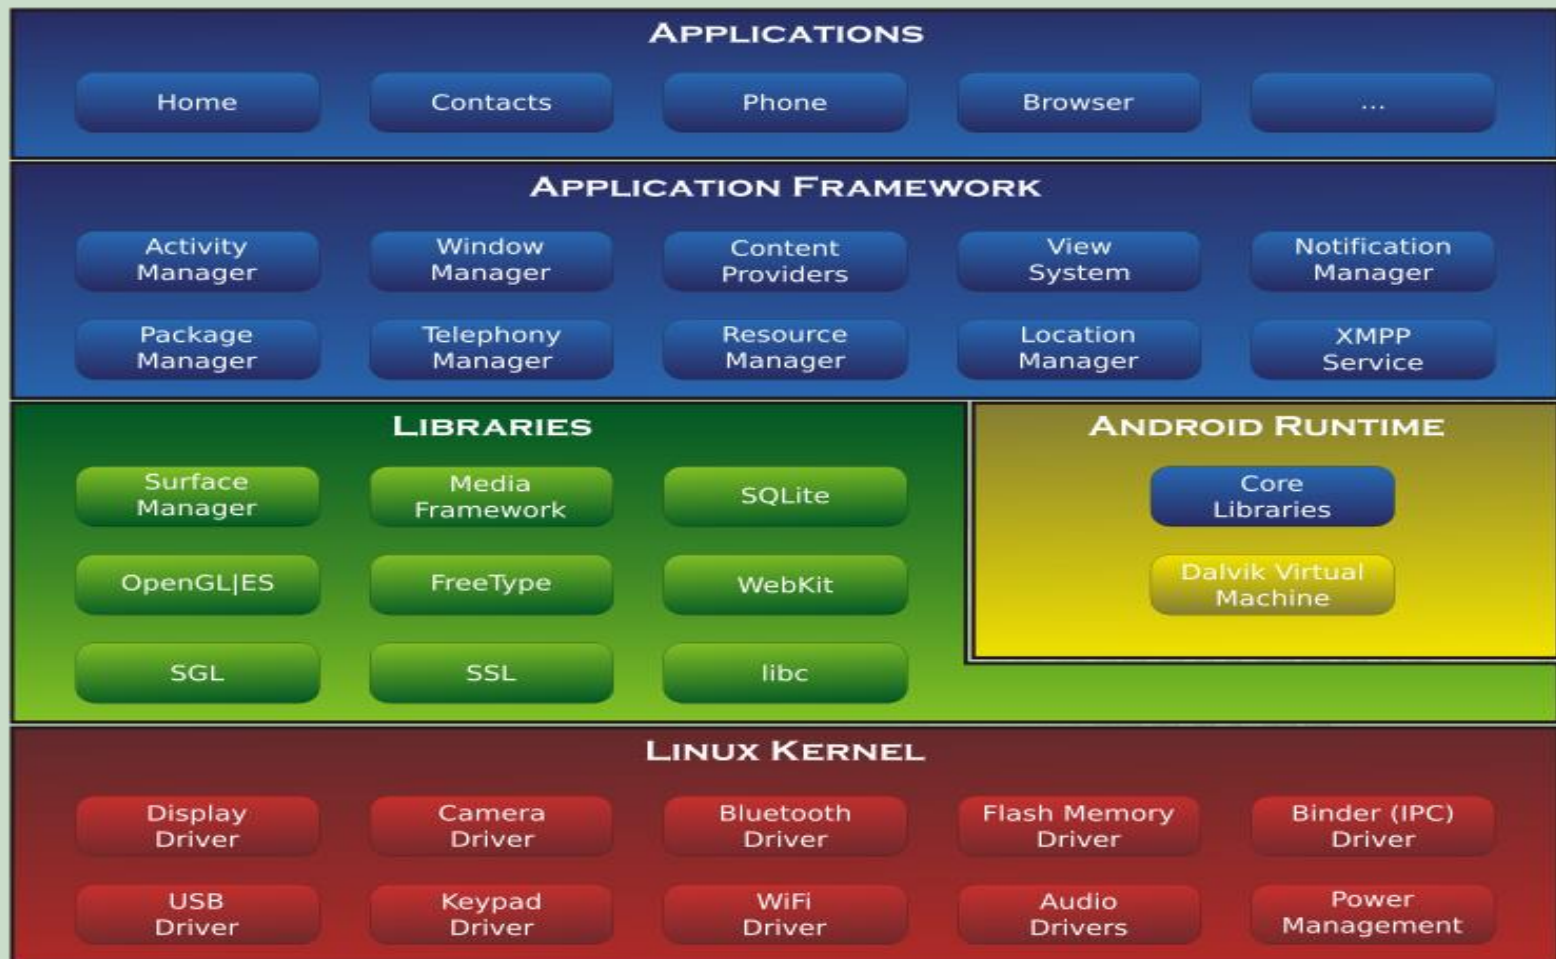 APPLICATIONS
Home
Contacts
Phone
Browser
...
APPLICATION FRAMEWORK
Activity
Manager
Window
Manager
Content
Providers
View
System
Notification
Manager
Package
Manager
Telephony
Manager
Resource
Manager
Location
Manager
XMPP
Service
LIBRARIES
Surface
Manager
Media
Framework
SQLite
OpenGL|ES
FreeType
WebKit
SGL
SSL
libc
ANDROID RUNTIME
Core
Libraries
Dalvik Virtual
Machine
LINUX KERNEL
Display
Driver
Camera
Driver
Bluetooth
Driver
Flash Memory
Driver
Binder (IPC)
Driver
USB
Driver
Keypad
Driver
WiFi
Driver
Audio
Drivers
Power
Management